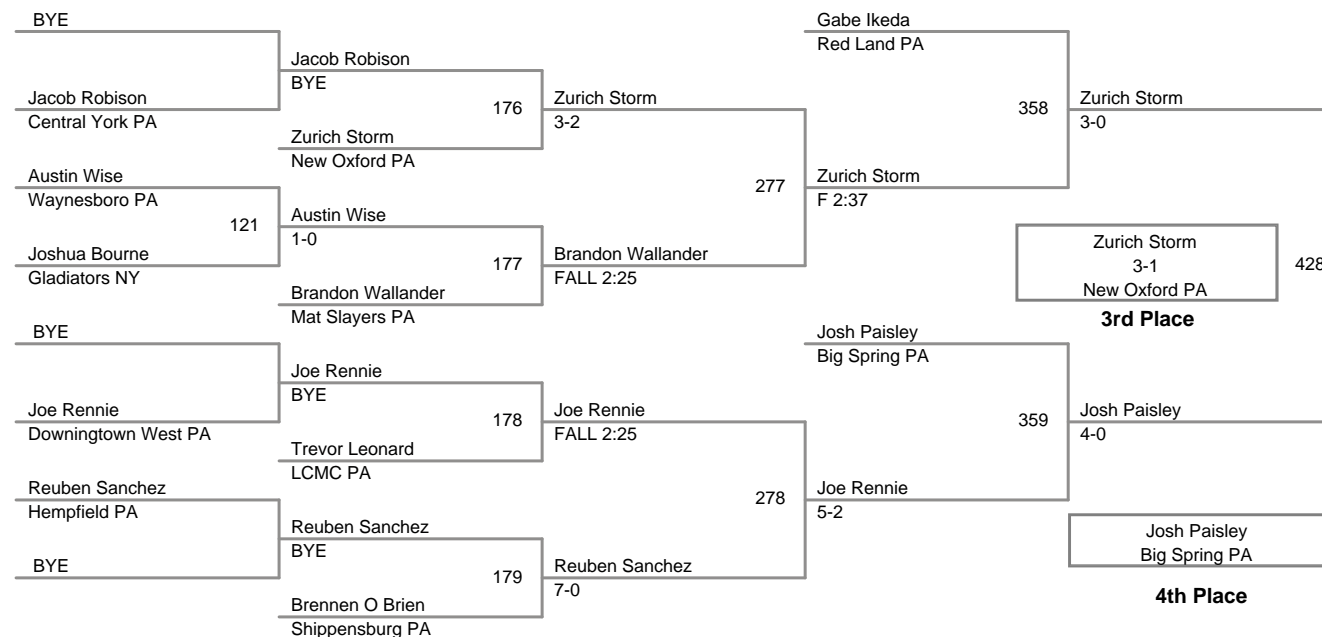 BYE
Jacob Robison
Central York PA
Austin Wise
Waynesboro PA
Joshua Bourne
Gladiators NY
BYE
Joe Rennie
Downingtown West PA
Reuben Sanchez
Hempfield PA
BYE
121
Jacob Robison
BYE
Zurich Storm
New Oxford PA
Austin Wise
1-0
Brandon Wallander
Mat Slayers PA
Joe Rennie
BYE
Trevor Leonard
LCMC PA
Reuben Sanchez
BYE
Brennen O Brien
Shippensburg PA
176
177
178
179
Zurich Storm
3-2
Brandon Wallander
FALL 2:25
Joe Rennie
FALL 2:25
Reuben Sanchez
7-0
277
278
Gabe Ikeda
Red Land PA
Zurich Storm
F 2:37
Josh Paisley
Big Spring PA
Joe Rennie
5-2
358
359
Zurich Storm
3-0
Josh Paisley
4-0
Zurich Storm
3-1
New Oxford PA
428
3rd Place
Josh Paisley
Big Spring PA
4th Place